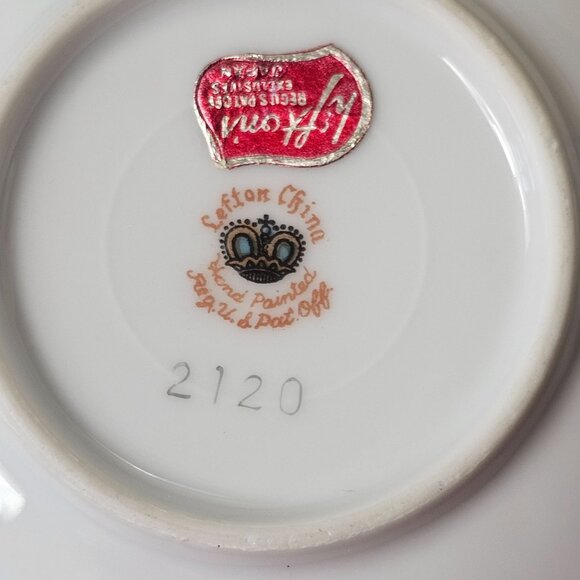 Lefton's
REG. U.S. PAT. OFF.
EXCLUSIVES
JAPAN
Lefton China
Hand Painted
Reg. U.S. Pat. Off.
2120